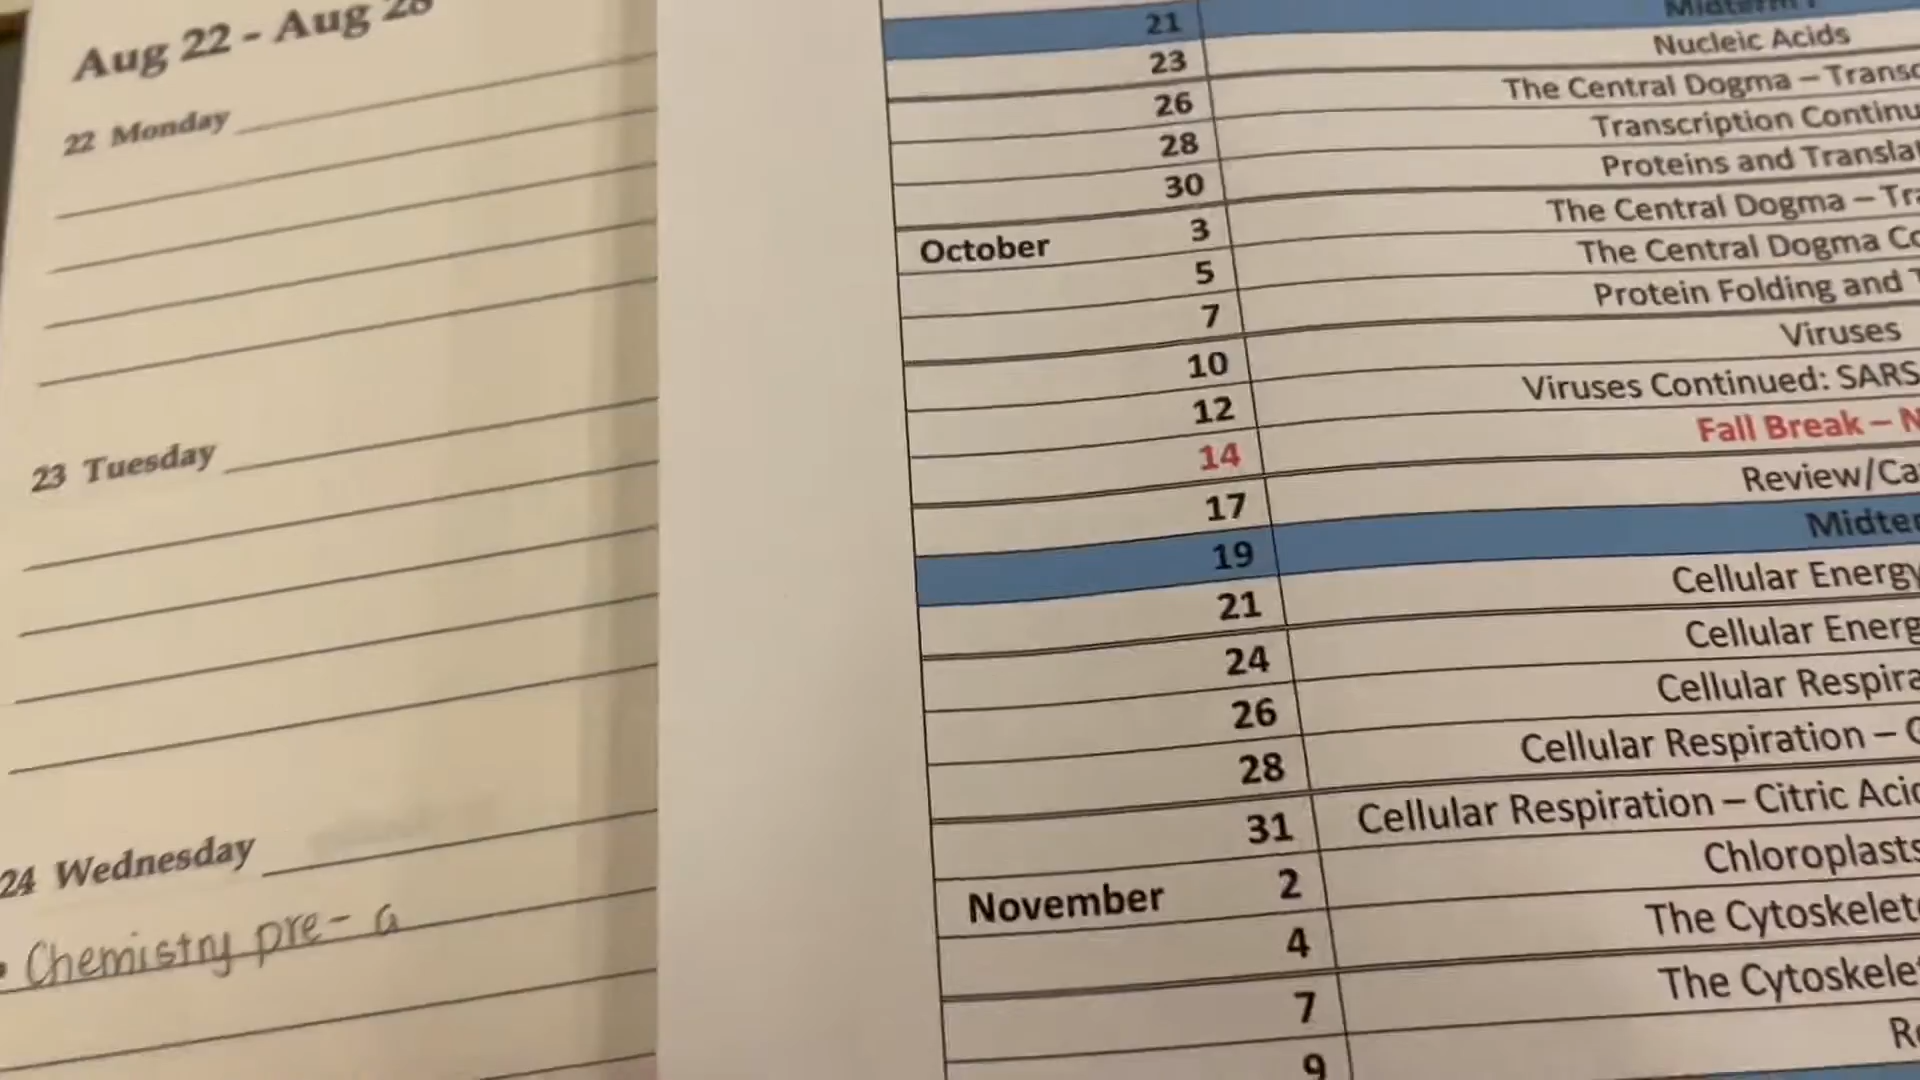 Aug 22 - Aug 28
22 Monday
23 Tuesday
24 Wednesday
Chemistry pre- a
21 Midterm
23 Nucleic Acids
26 The Central Dogma – Transc
28 Transcription Continu
30 Proteins and Transla
October 3 The Central Dogma – Tra
5 The Central Dogma Co
7 Protein Folding and T
10 Viruses
12 Viruses Continued: SARS
14 Fall Break – N
17 Review/Ca
19 Midter
21 Cellular Energy
24 Cellular Energ
26 Cellular Respira
28 Cellular Respiration – C
31 Cellular Respiration – Citric Acid
November 2 Chloroplasts
4 The Cytoskelet
7 The Cytoskelet
9 Re